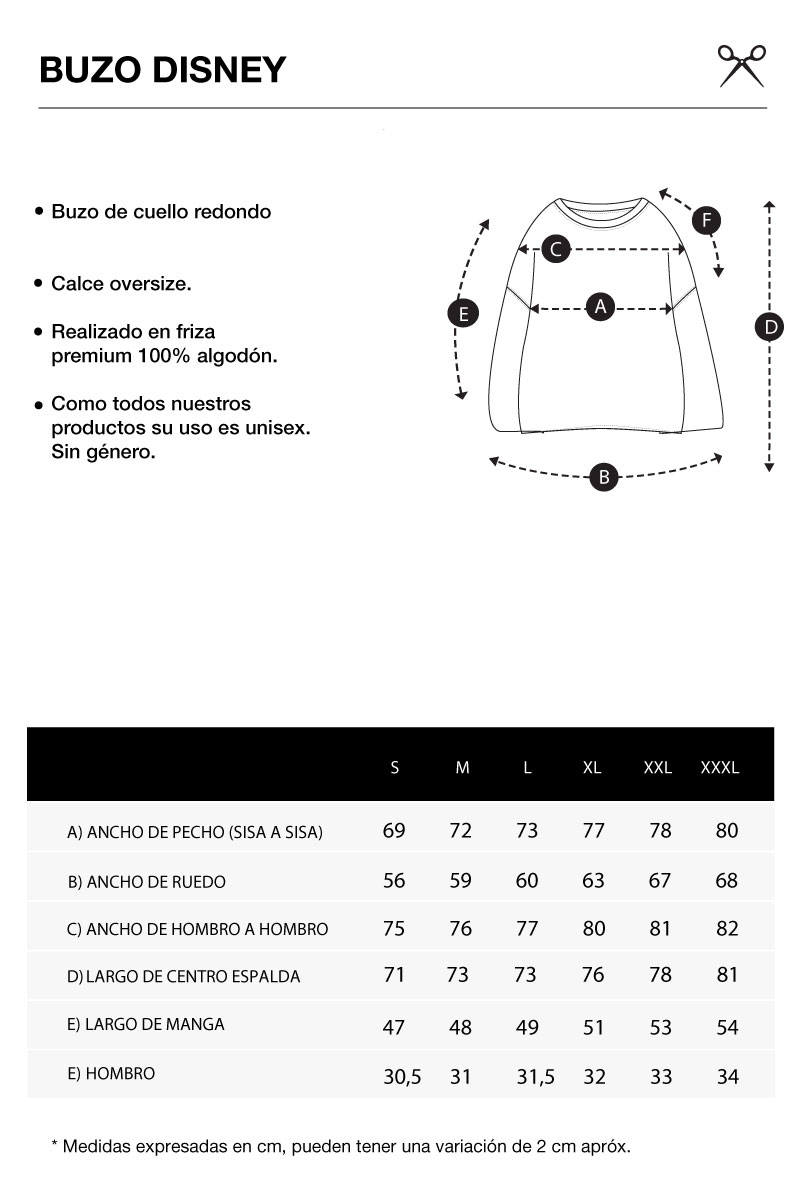 BUZO DISNEY
• Buzo de cuello redondo
• Calce oversize.
• Realizado en friza
premium 100% algodón.
• Como todos nuestros
productos su uso es unisex.
Sin género.
F
C
A
E
D
B
S M L XL XXL XXXL
A) ANCHO DE PECHO (SISA A SISA) 69 72 73 77 78 80
B) ANCHO DE RUEDO 56 59 60 63 67 68
C) ANCHO DE HOMBRO A HOMBRO 75 76 77 80 81 82
D) LARGO DE CENTRO ESPALDA 71 73 73 76 78 81
E) LARGO DE MANGA 47 48 49 51 53 54
E) HOMBRO 30,5 31 31,5 32 33 34
* Medidas expresadas en cm, pueden tener una variación de 2 cm apróx.